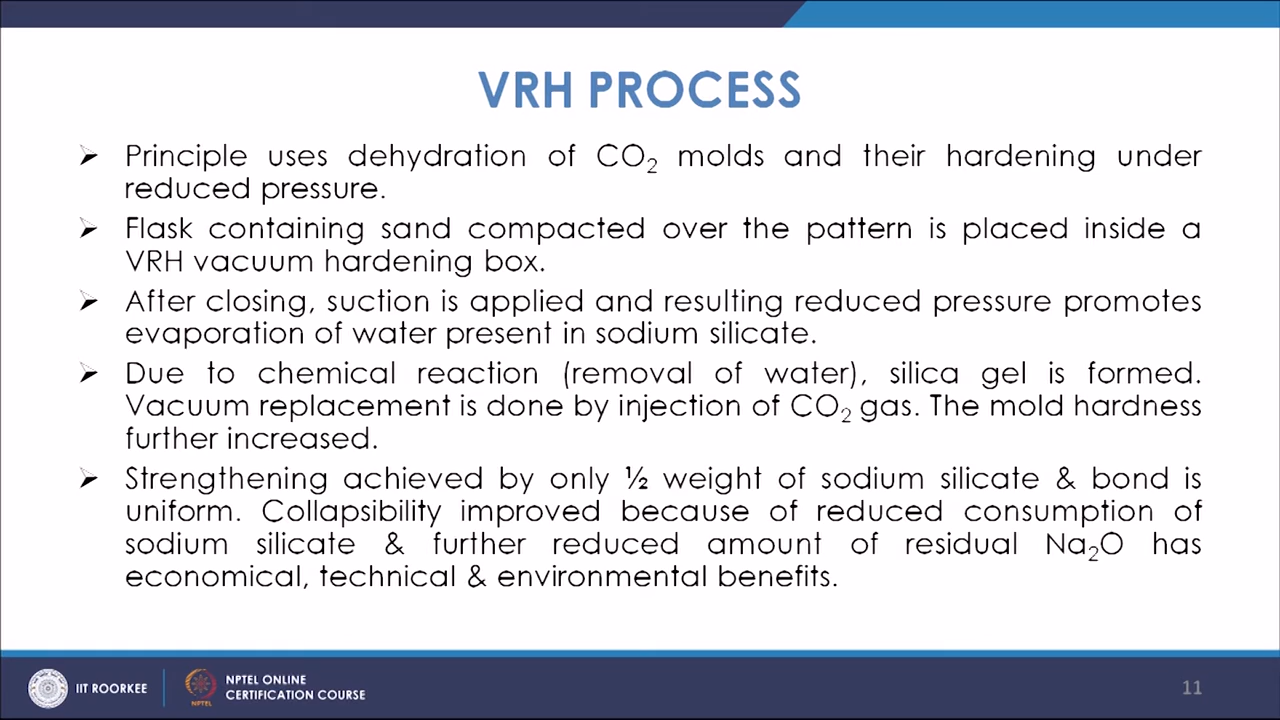 VRH PROCESS
➢ Principle uses dehydration of CO₂ molds and their hardening under
reduced pressure.
➢ Flask containing sand compacted over the pattern is placed inside a
VRH vacuum hardening box.
➢ After closing, suction is applied and resulting reduced pressure promotes
evaporation of water present in sodium silicate.
➢ Due to chemical reaction (removal of water), silica gel is formed.
Vacuum replacement is done by injection of CO₂ gas. The mold hardness
further increased.
➢ Strengthening achieved by only ½ weight of sodium silicate & bond is
uniform. Collapsibility improved because of reduced consumption of
sodium silicate & further reduced amount of residual Na₂O has
economical, technical & environmental benefits.
IIT ROORKEE
NPTEL
NPTEL ONLINE
CERTIFICATION COURSE
11